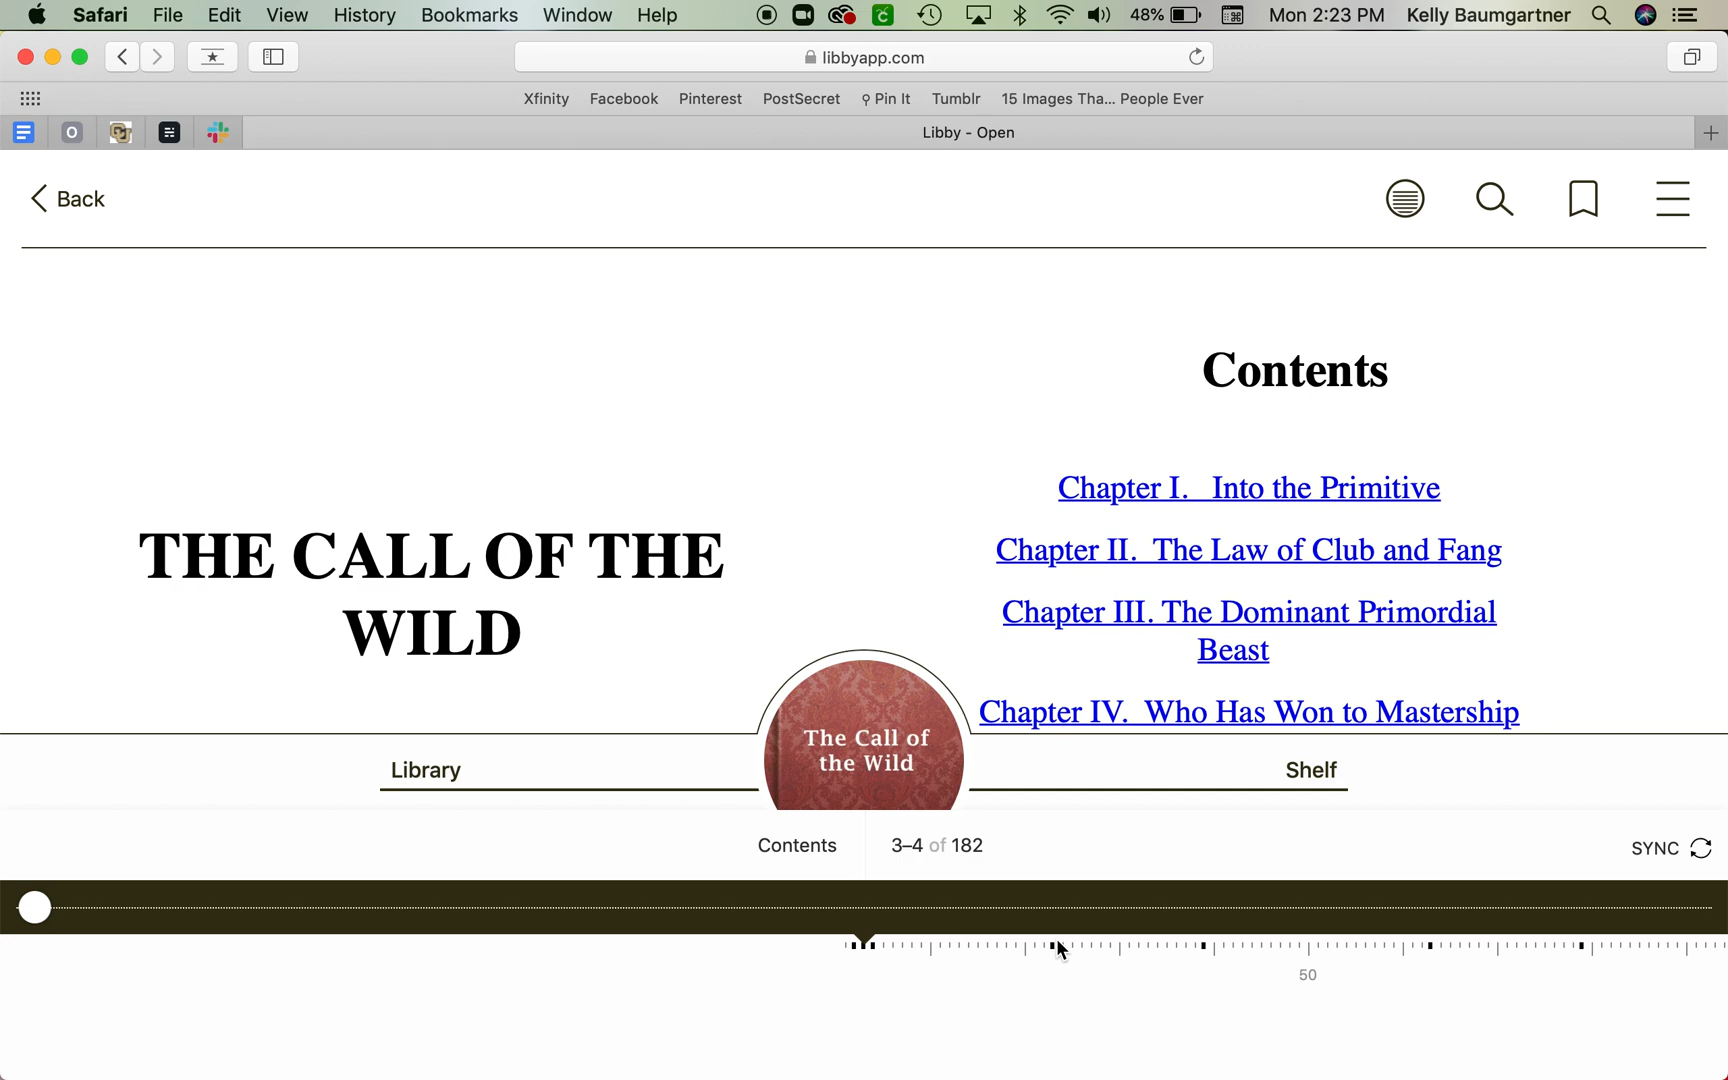 Safari File Edit View History Bookmarks Window Help 48% Mon 2:23 PM Kelly Baumgartner
libbyapp.com
Xfinity Facebook Pinterest PostSecret Pin It Tumblr 15 Images Tha... People Ever
Libby - Open
Back
Contents
Chapter I. Into the Primitive
Chapter II. The Law of Club and Fang
THE CALL OF THE
WILD
Chapter III. The Dominant Primordial
Beast
Chapter IV. Who Has Won to Mastership
The Call of
the Wild
Library
Shelf
Contents 3–4 of 182
SYNC
50